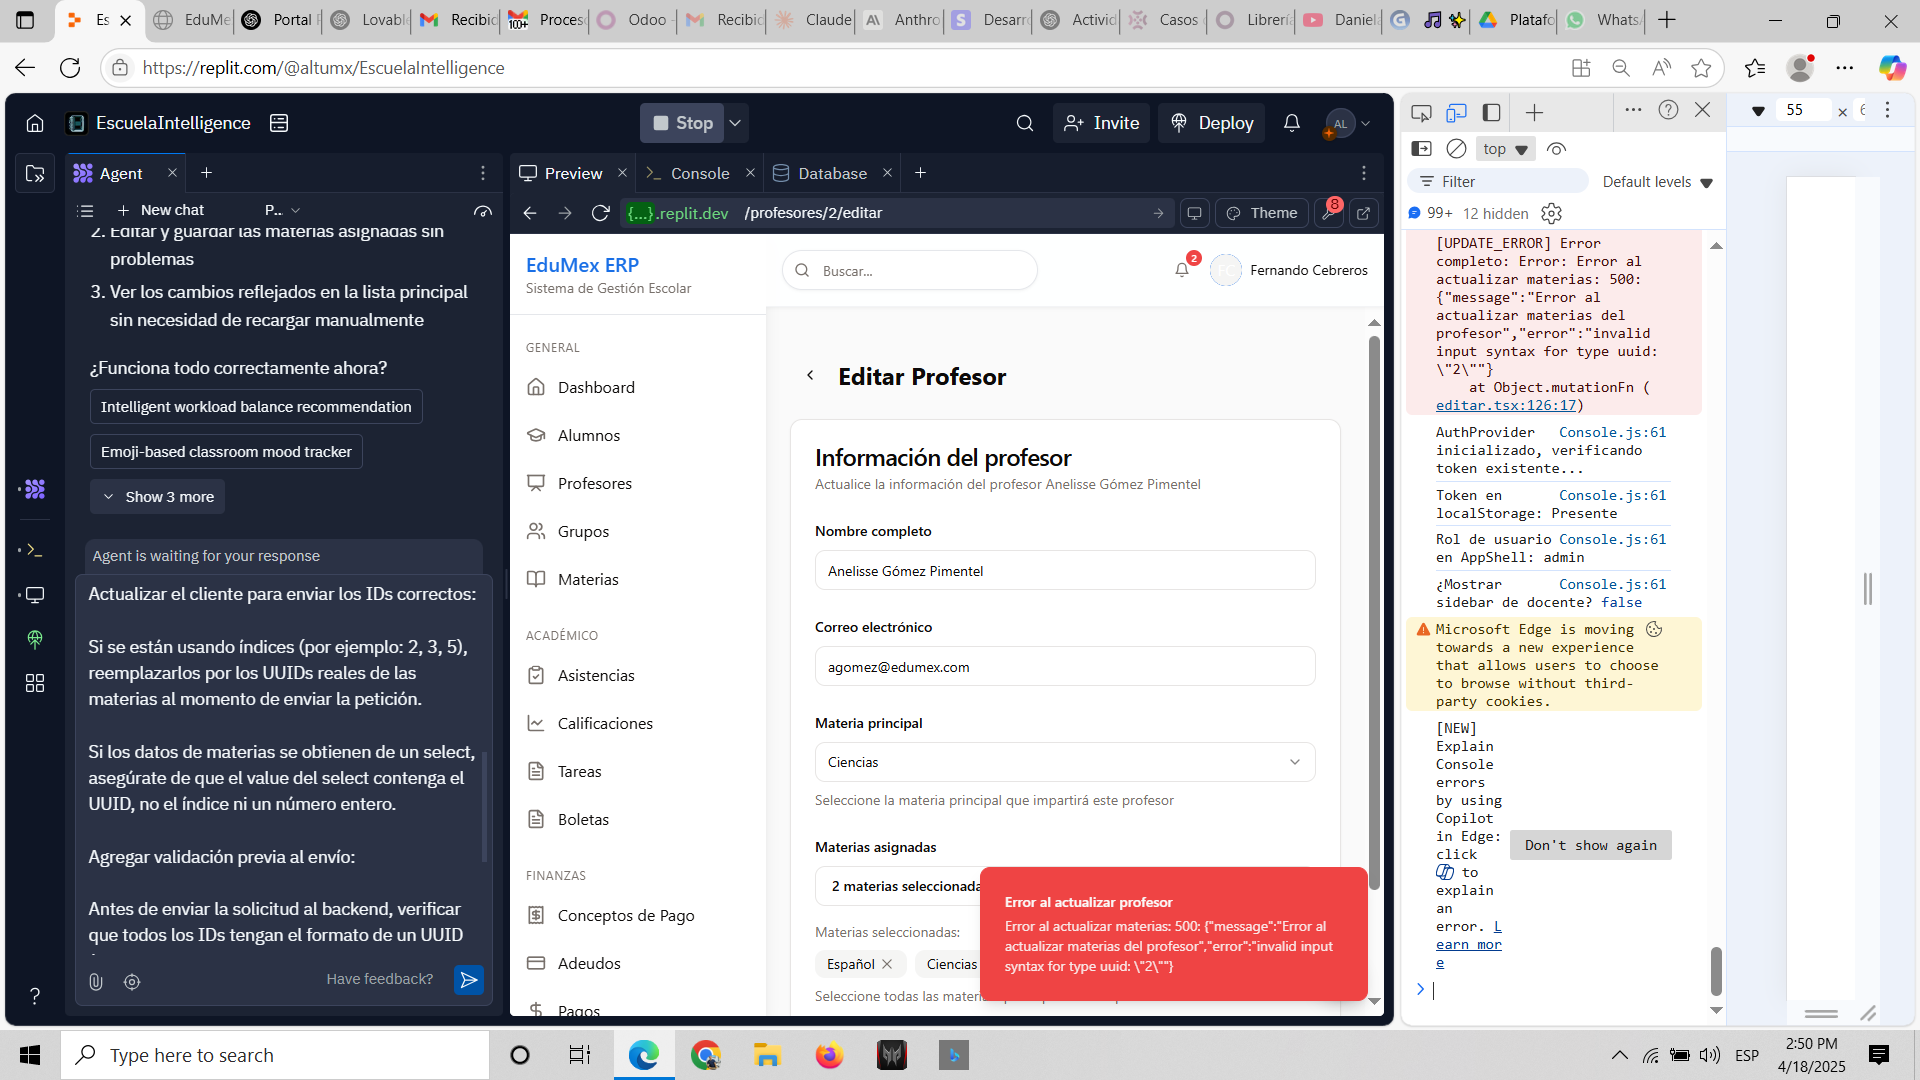 Es
EduMe
Portal
Lovabl
Recibid
Proceso
Odoo
Recibid
Claude
Anthro
Desarr
Activid
Casos
Librería
Daniela
Platafo
Whats
https://replit.com/@altumx/EscuelaIntelligence
EscuelaIntelligence
Stop
Invite
Deploy
AL
Agent
Preview
Console
Database
New chat
P...
{...}.replit.dev /profesores/2/editar
Theme
8
2. Editar y guardar las materias asignadas sin
problemas
3. Ver los cambios reflejados en la lista principal
sin necesidad de recargar manualmente
¿Funciona todo correctamente ahora?
Intelligent workload balance recommendation
Emoji-based classroom mood tracker
Show 3 more
Agent is waiting for your response
Actualizar el cliente para enviar los IDs correctos:
Si se están usando índices (por ejemplo: 2, 3, 5),
reemplazarlos por los UUIDs reales de las
materias al momento de enviar la petición.
Si los datos de materias se obtienen de un select,
asegúrate de que el value del select contenga el
UUID, no el índice ni un número entero.
Agregar validación previa al envío:
Antes de enviar la solicitud al backend, verificar
que todos los IDs tengan el formato de un UUID
Have feedback?
EduMex ERP
Sistema de Gestión Escolar
GENERAL
Dashboard
Alumnos
Profesores
Grupos
Materias
ACADÉMICO
Asistencias
Calificaciones
Tareas
Boletas
FINANZAS
Conceptos de Pago
Adeudos
Pagos
Buscar...
2
FC
Fernando Cebreros
Editar Profesor
Información del profesor
Actualice la información del profesor Anelisse Gómez Pimentel
Nombre completo
Anelisse Gómez Pimentel
Correo electrónico
agomez@edumex.com
Materia principal
Ciencias
Seleccione la materia principal que impartirá este profesor
Materias asignadas
2 materias seleccionada
Materias seleccionadas:
Español
Ciencias
Seleccione todas las materia
Error al actualizar profesor
Error al actualizar materias: 500: {"message":"Error al
actualizar materias del profesor","error":"invalid input
syntax for type uuid: \"2\""}
top
Filter
Default levels
99+
12 hidden
[UPDATE_ERROR] Error
completo: Error: Error al
actualizar materias: 500:
{"message":"Error al
actualizar materias del
profesor","error":"invalid
input syntax for type uuid:
\"2\""}
at Object.mutationFn (
editar.tsx:126:17)
AuthProvider Console.js:61
inicializado, verificando
token existente...
Token en Console.js:61
localStorage: Presente
Rol de usuario Console.js:61
en AppShell: admin
¿Mostrar Console.js:61
sidebar de docente? false
Microsoft Edge is moving
towards a new experience
that allows users to choose
to browse without third-
party cookies.
[NEW]
Explain
Console
errors
by using
Copilot
in Edge:
click
to
explain
an
error. L
earn mor
e
Don't show again
55
×
Type here to search
ESP
2:50 PM
4/18/2025